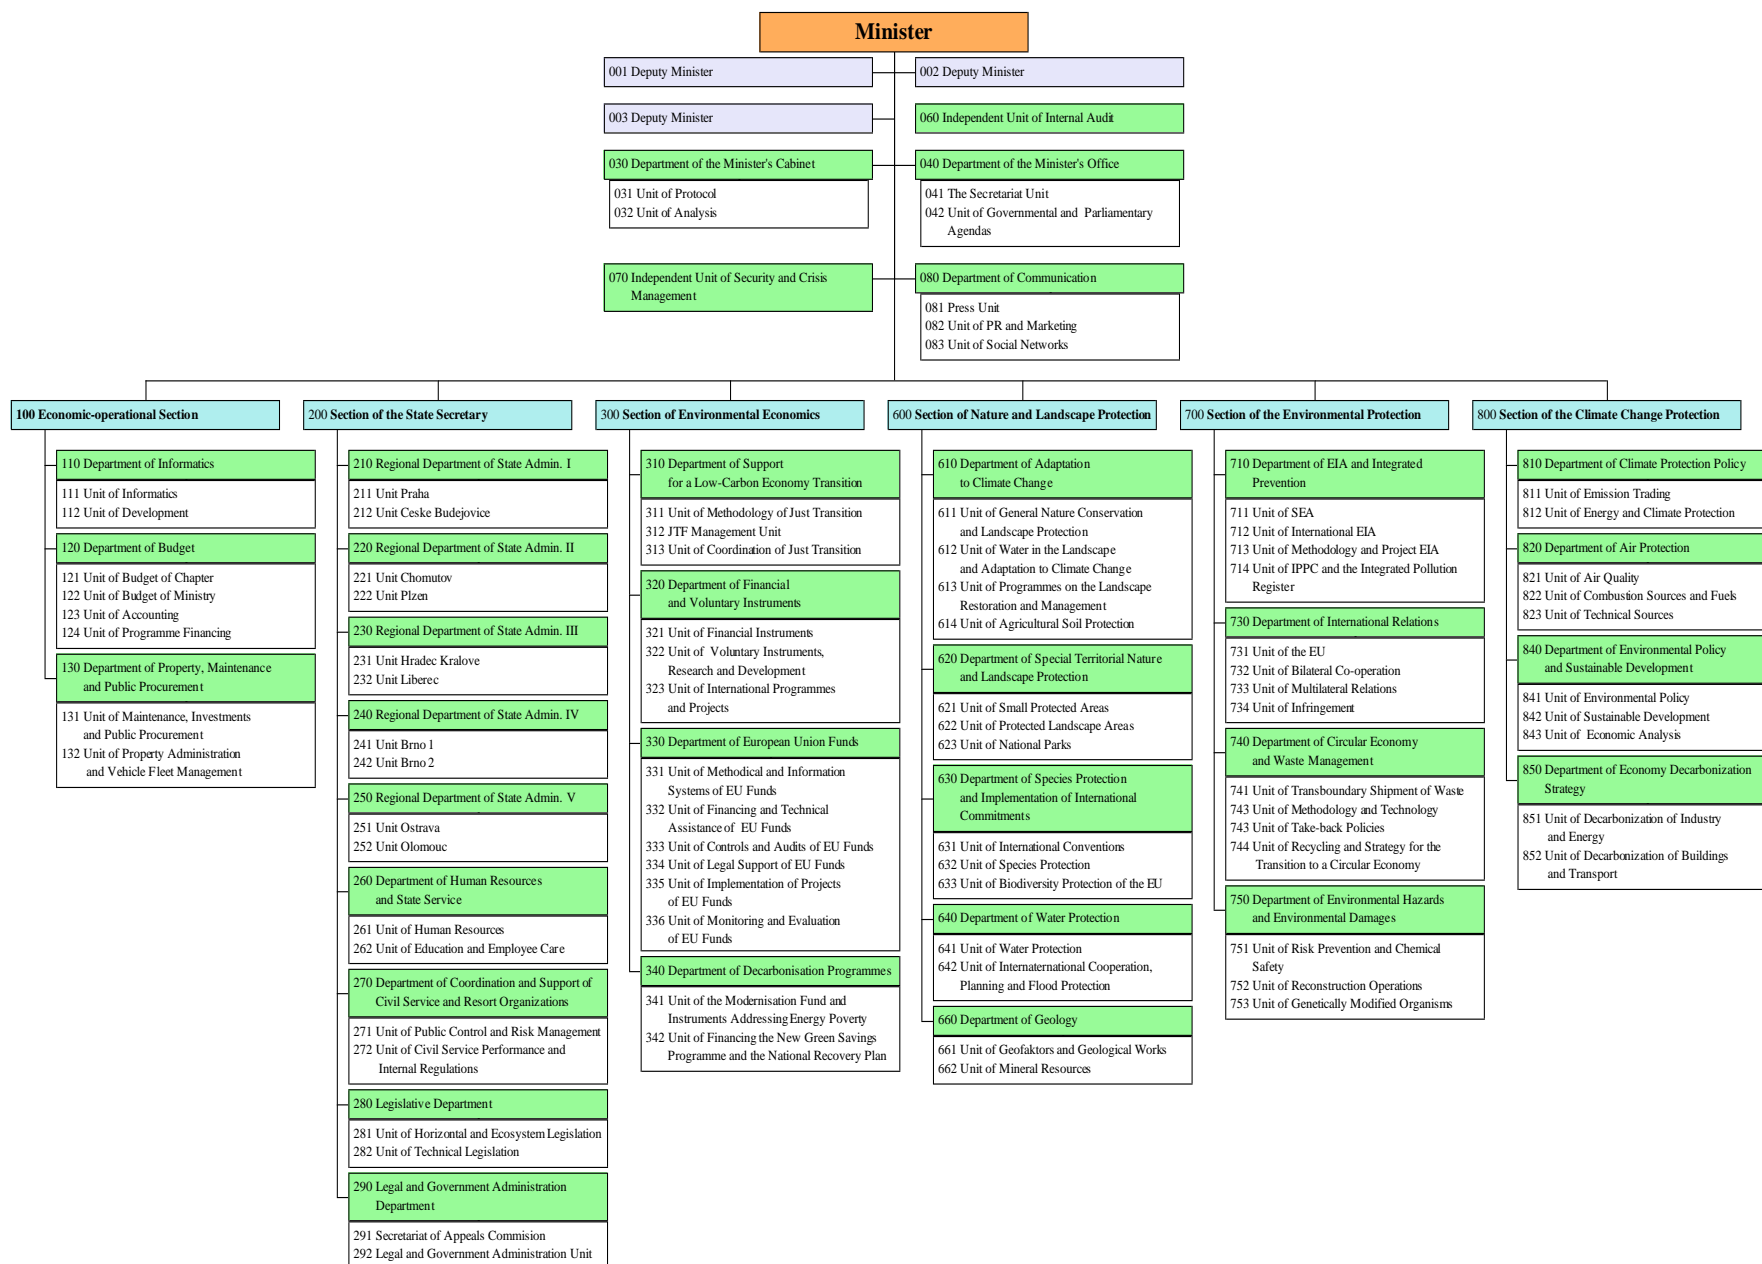 Minister
001 Deputy Minister
002 Deputy Minister
003 Deputy Minister
060 Independent Unit of Internal Audit
030 Department of the Minister's Cabinet
031 Unit of Protocol
032 Unit of Analysis
040 Department of the Minister's Office
041 The Secretariat Unit
042 Unit of Governmental and Parliamentary
Agendas
070 Independent Unit of Security and Crisis
Management
080 Department of Communication
081 Press Unit
082 Unit of PR and Marketing
083 Unit of Social Networks
100 Economic-operational Section
110 Department of Informatics
111 Unit of Informatics
112 Unit of Development
120 Department of Budget
121 Unit of Budget of Chapter
122 Unit of Budget of Ministry
123 Unit of Accounting
124 Unit of Programme Financing
130 Department of Property, Maintenance
and Public Procurement
131 Unit of Maintenance, Investments
and Public Procurement
132 Unit of Property Administration
and Vehicle Fleet Management
200 Section of the State Secretary
210 Regional Department of State Admin. I
211 Unit Praha
212 Unit Ceske Budejovice
220 Regional Department of State Admin. II
221 Unit Chomutov
222 Unit Plzen
230 Regional Department of State Admin. III
231 Unit Hradec Kralove
232 Unit Liberec
240 Regional Department of State Admin. IV
241 Unit Brno 1
242 Unit Brno 2
250 Regional Department of State Admin. V
251 Unit Ostrava
252 Unit Olomouc
260 Department of Human Resources
and State Service
261 Unit of Human Resources
262 Unit of Education and Employee Care
270 Department of Coordination and Support of
Civil Service and Resort Organizations
271 Unit of Public Control and Risk Management
272 Unit of Civil Service Performance and
Internal Regulations
280 Legislative Department
281 Unit of Horizontal and Ecosystem Legislation
282 Unit of Technical Legislation
290 Legal and Government Administration
Department
291 Secretariat of Appeals Commision
292 Legal and Government Administration Unit
300 Section of Environmental Economics
310 Department of Support
for a Low-Carbon Economy Transition
311 Unit of Methodology of Just Transition
312 JTF Management Unit
313 Unit of Coordination of Just Transition
320 Department of Financial
and Voluntary Instruments
321 Unit of Financial Instruments
322 Unit of Voluntary Instruments,
Research and Development
323 Unit of International Programmes
and Projects
330 Department of European Union Funds
331 Unit of Methodical and Information
Systems of EU Funds
332 Unit of Financing and Technical
Assistance of EU Funds
333 Unit of Controls and Audits of EU Funds
334 Unit of Legal Support of EU Funds
335 Unit of Implementation of Projects
of EU Funds
336 Unit of Monitoring and Evaluation
of EU Funds
340 Department of Decarbonisation Programmes
341 Unit of the Modernisation Fund and
Instruments Addressing Energy Poverty
342 Unit of Financing the New Green Savings
Programme and the National Recovery Plan
600 Section of Nature and Landscape Protection
610 Department of Adaptation
to Climate Change
611 Unit of General Nature Conservation
and Landscape Protection
612 Unit of Water in the Landscape
and Adaptation to Climate Change
613 Unit of Programmes on the Landscape
Restoration and Management
614 Unit of Agricultural Soil Protection
620 Department of Special Territorial Nature
and Landscape Protection
621 Unit of Small Protected Areas
622 Unit of Protected Landscape Areas
623 Unit of National Parks
630 Department of Species Protection
and Implementation of International
Commitments
631 Unit of International Conventions
632 Unit of Species Protection
633 Unit of Biodiversity Protection of the EU
640 Department of Water Protection
641 Unit of Water Protection
642 Unit of Internaternational Cooperation,
Planning and Flood Protection
660 Department of Geology
661 Unit of Geofaktors and Geological Works
662 Unit of Mineral Resources
700 Section of the Environmental Protection
710 Department of EIA and Integrated
Prevention
711 Unit of SEA
712 Unit of International EIA
713 Unit of Methodology and Project EIA
714 Unit of IPPC and the Integrated Pollution
Register
730 Department of International Relations
731 Unit of the EU
732 Unit of Bilateral Co-operation
733 Unit of Multilateral Relations
734 Unit of Infringement
740 Department of Circular Economy
and Waste Management
741 Unit of Transboundary Shipment of Waste
743 Unit of Methodology and Technology
743 Unit of Take-back Policies
744 Unit of Recycling and Strategy for the
Transition to a Circular Economy
750 Department of Environmental Hazards
and Environmental Damages
751 Unit of Risk Prevention and Chemical
Safety
752 Unit of Reconstruction Operations
753 Unit of Genetically Modified Organisms
800 Section of the Climate Change Protection
810 Department of Climate Protection Policy
811 Unit of Emission Trading
812 Unit of Energy and Climate Protection
820 Department of Air Protection
821 Unit of Air Quality
822 Unit of Combustion Sources and Fuels
823 Unit of Technical Sources
840 Department of Environmental Policy
and Sustainable Development
841 Unit of Environmental Policy
842 Unit of Sustainable Development
843 Unit of Economic Analysis
850 Department of Economy Decarbonization
Strategy
851 Unit of Decarbonization of Industry
and Energy
852 Unit of Decarbonization of Buildings
and Transport